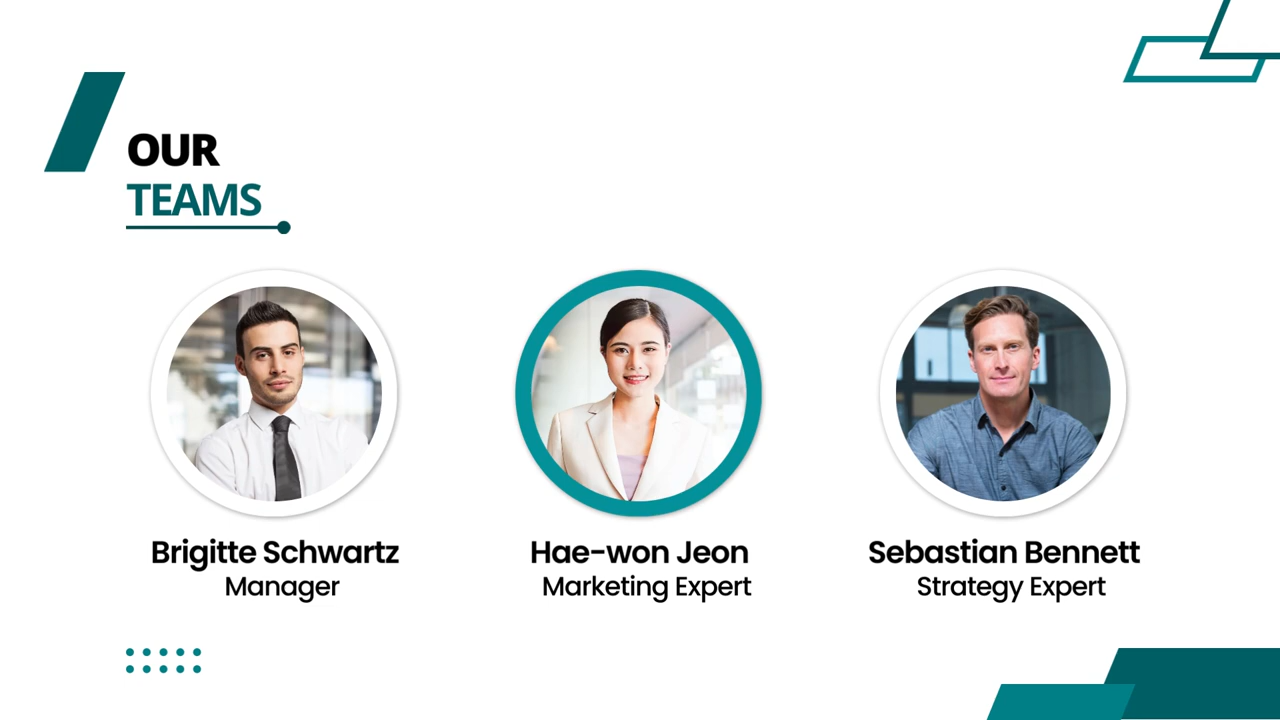 OUR
TEAMS
Brigitte Schwartz
Manager
Hae-won Jeon
Marketing Expert
Sebastian Bennett
Strategy Expert